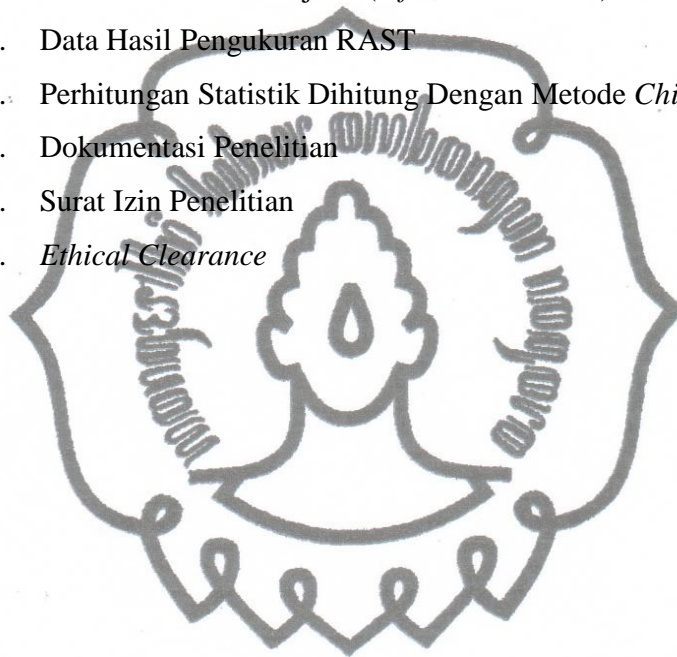 . Data Hasil Pengukuran RAST
. Perhitungan Statistik Dihitung Dengan Metode Chi
. Dokumentasi Penelitian
. Surat Izin Penelitian
. Ethical Clearance